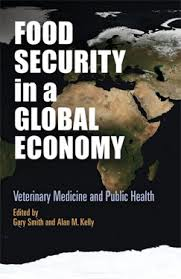 FOOD
SECURITY
in a
GLOBAL
ECONOMY
Veterinary Medicine and Public Health
Edited by
Gary Smith and Alan M. Kelly